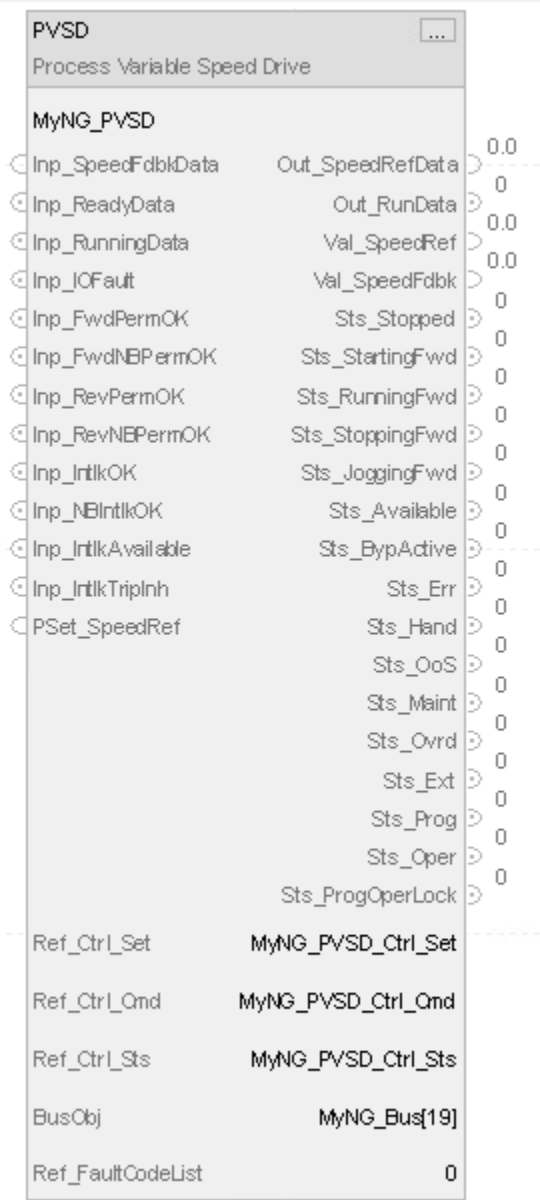 PVSD ...
Process Variable Speed Drive
MyNG_PVSD
0.0
Inp_SpeedFdbkData Out_SpeedRefData
0
Inp_ReadyData Out_RunData
0.0
Inp_RunningData Val_SpeedRef
0.0
Inp_IOFault Val_SpeedFdbk
0
Inp_FwdPermOK Sts_Stopped
0
Inp_FwdNBPermOK Sts_StartingFwd
0
Inp_RevPermOK Sts_RunningFwd
0
Inp_RevNBPermOK Sts_StoppingFwd
0
Inp_IntlkOK Sts_JoggingFwd
0
Inp_NBIntlkOK Sts_Available
0
Inp_IntlkAvailable Sts_BypActive
0
Inp_IntlkTripInh Sts_Err
0
PSet_SpeedRef Sts_Hand
0
Sts_OoS
0
Sts_Maint
0
Sts_Ovrd
0
Sts_Ext
0
Sts_Prog
0
Sts_Oper
0
Sts_ProgOperLock
Ref_Ctrl_Set MyNG_PVSD_Ctrl_Set
Ref_Ctrl_Cmd MyNG_PVSD_Ctrl_Cmd
Ref_Ctrl_Sts MyNG_PVSD_Ctrl_Sts
BusObj MyNG_Bus[19]
Ref_FaultCodeList 0